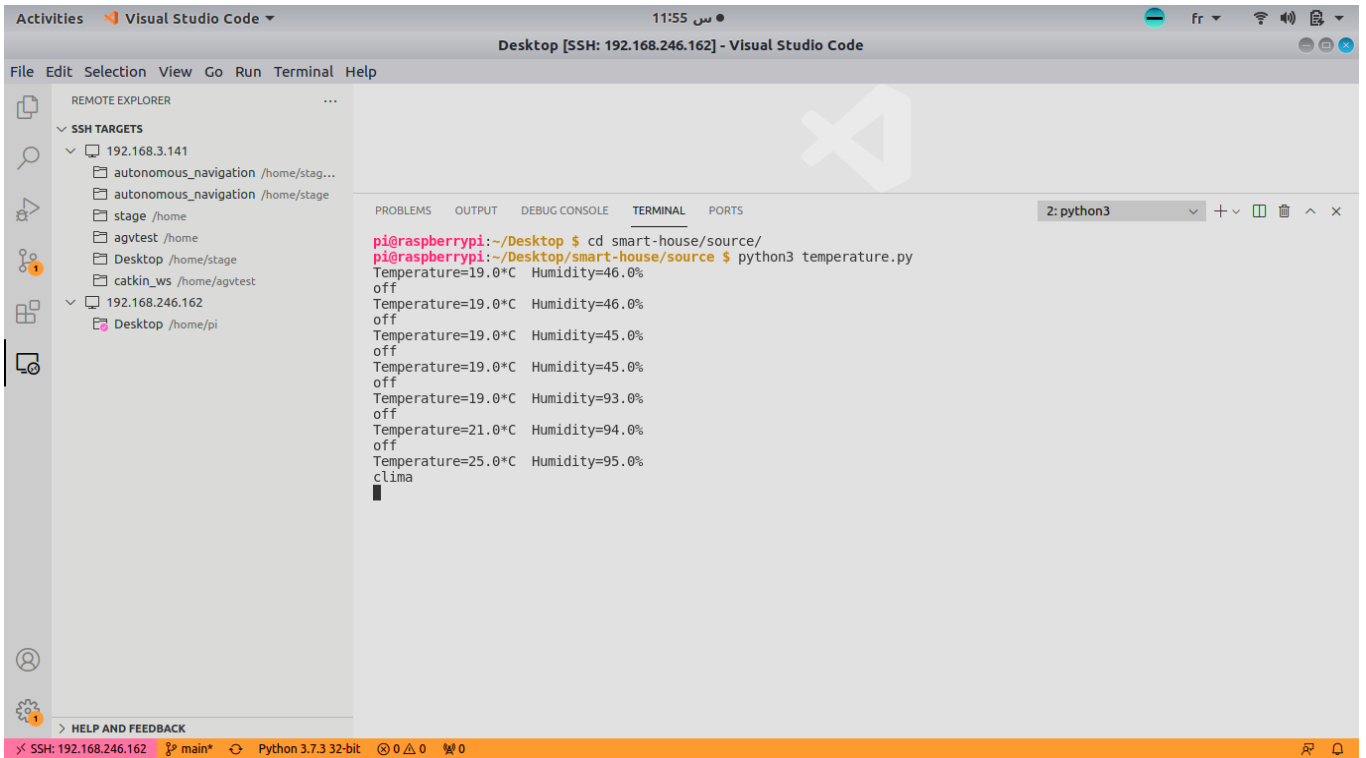 Activities Visual Studio Code 11:55 س fr
Desktop [SSH: 192.168.246.162] - Visual Studio Code
File Edit Selection View Go Run Terminal Help
REMOTE EXPLORER ...
SSH TARGETS
192.168.3.141
autonomous_navigation /home/stag...
autonomous_navigation /home/stage
stage /home
agvtest /home
Desktop /home/stage
catkin_ws /home/agvtest
192.168.246.162
Desktop /home/pi
1
1
HELP AND FEEDBACK
PROBLEMS OUTPUT DEBUG CONSOLE TERMINAL PORTS 2: python3
pi@raspberrypi:~/Desktop $ cd smart-house/source/
pi@raspberrypi:~/Desktop/smart-house/source $ python3 temperature.py
Temperature=19.0*C  Humidity=46.0%
off
Temperature=19.0*C  Humidity=46.0%
off
Temperature=19.0*C  Humidity=45.0%
off
Temperature=19.0*C  Humidity=45.0%
off
Temperature=19.0*C  Humidity=93.0%
off
Temperature=21.0*C  Humidity=94.0%
off
Temperature=25.0*C  Humidity=95.0%
clima
SSH: 192.168.246.162 main* Python 3.7.3 32-bit 0 0 0